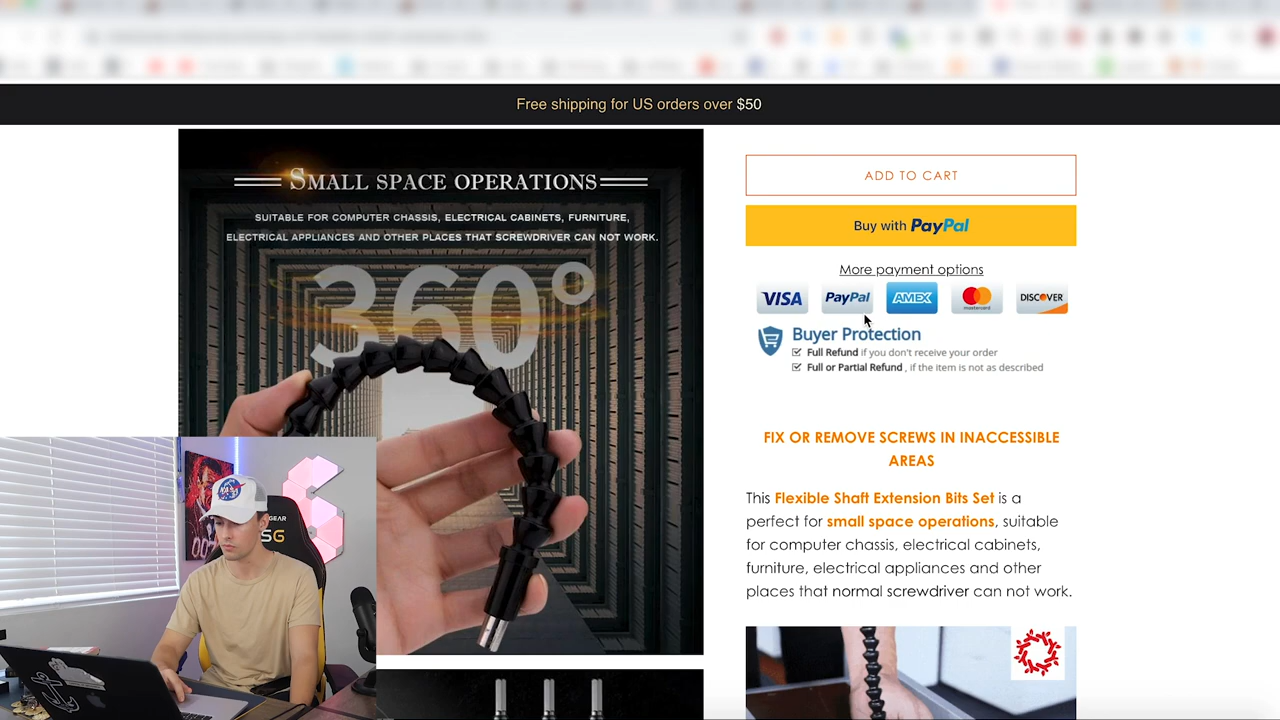 Free shipping for US orders over $50
SMALL SPACE OPERATIONS
SUITABLE FOR COMPUTER CHASSIS, ELECTRICAL CABINETS, FURNITURE,
ELECTRICAL APPLIANCES AND OTHER PLACES THAT SCREWDRIVER CAN NOT WORK.
360°
ADD TO CART
Buy with PayPal
More payment options
VISA PayPal AMEX mastercard DISCOVER
Buyer Protection
Full Refund if you don't receive your order
Full or Partial Refund , if the item is not as described
FIX OR REMOVE SCREWS IN INACCESSIBLE
AREAS
This Flexible Shaft Extension Bits Set is a
perfect for small space operations, suitable
for computer chassis, electrical cabinets,
furniture, electrical appliances and other
places that normal screwdriver can not work.
007
GEAR
SG